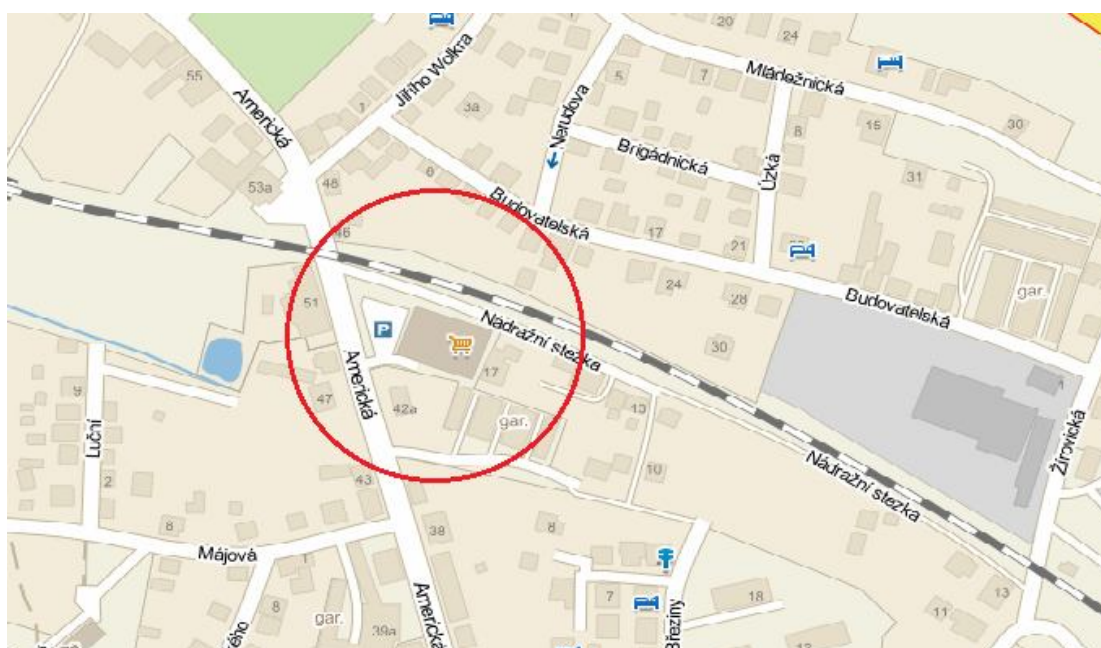 20
24
55
Jiřího Wolkra
5
7
Mládežnická
Americká
1
3a
Nerudova
8
15
30
Brigádnická
Úzká
31
53a
48
6
Budovatelská
46
17
21
24
28
Budovatelská
gar.
51
P
Nádražní stezka
30
1
17
Americká
9
47
42a
13
gar.
Luční
Žirovická
10
Nádražní stezka
2
43
8
38
8
Májová
7
18
13
11
8
gar.
39a
Americká
Březiny